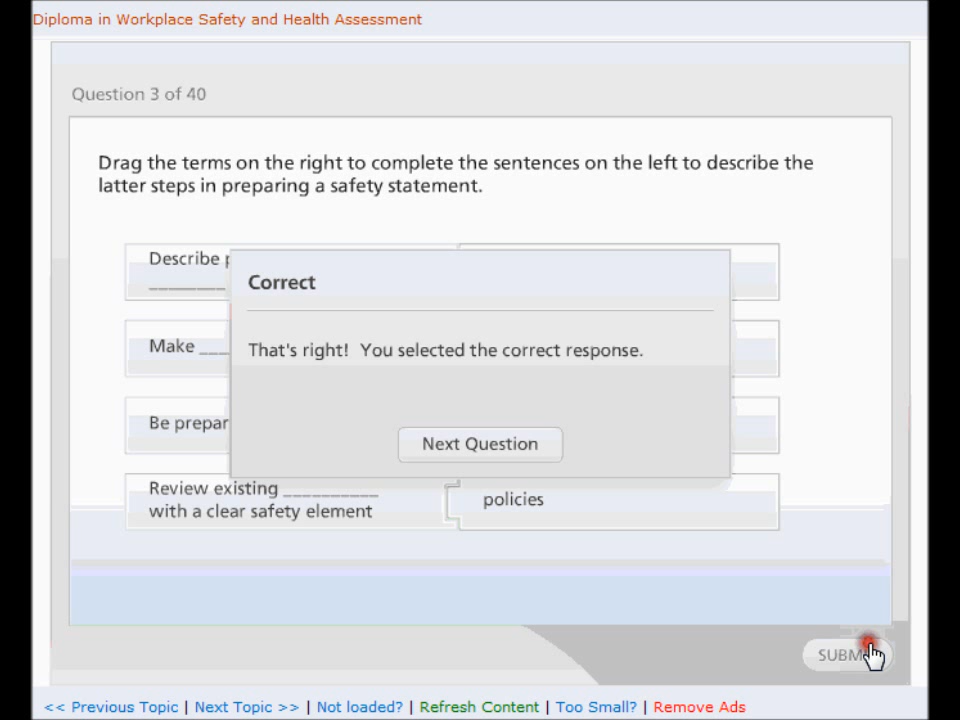 Diploma in Workplace Safety and Health Assessment
Question 3 of 40
Drag the terms on the right to complete the sentences on the left to describe the
latter steps in preparing a safety statement.
Describe
________
Make ___
Be prepar
Correct
That's right! You selected the correct response.
Next Question
Review existing __________
with a clear safety element
policies
SUBM
<< Previous Topic | Next Topic >> | Not loaded? | Refresh Content | Too Small? | Remove Ads